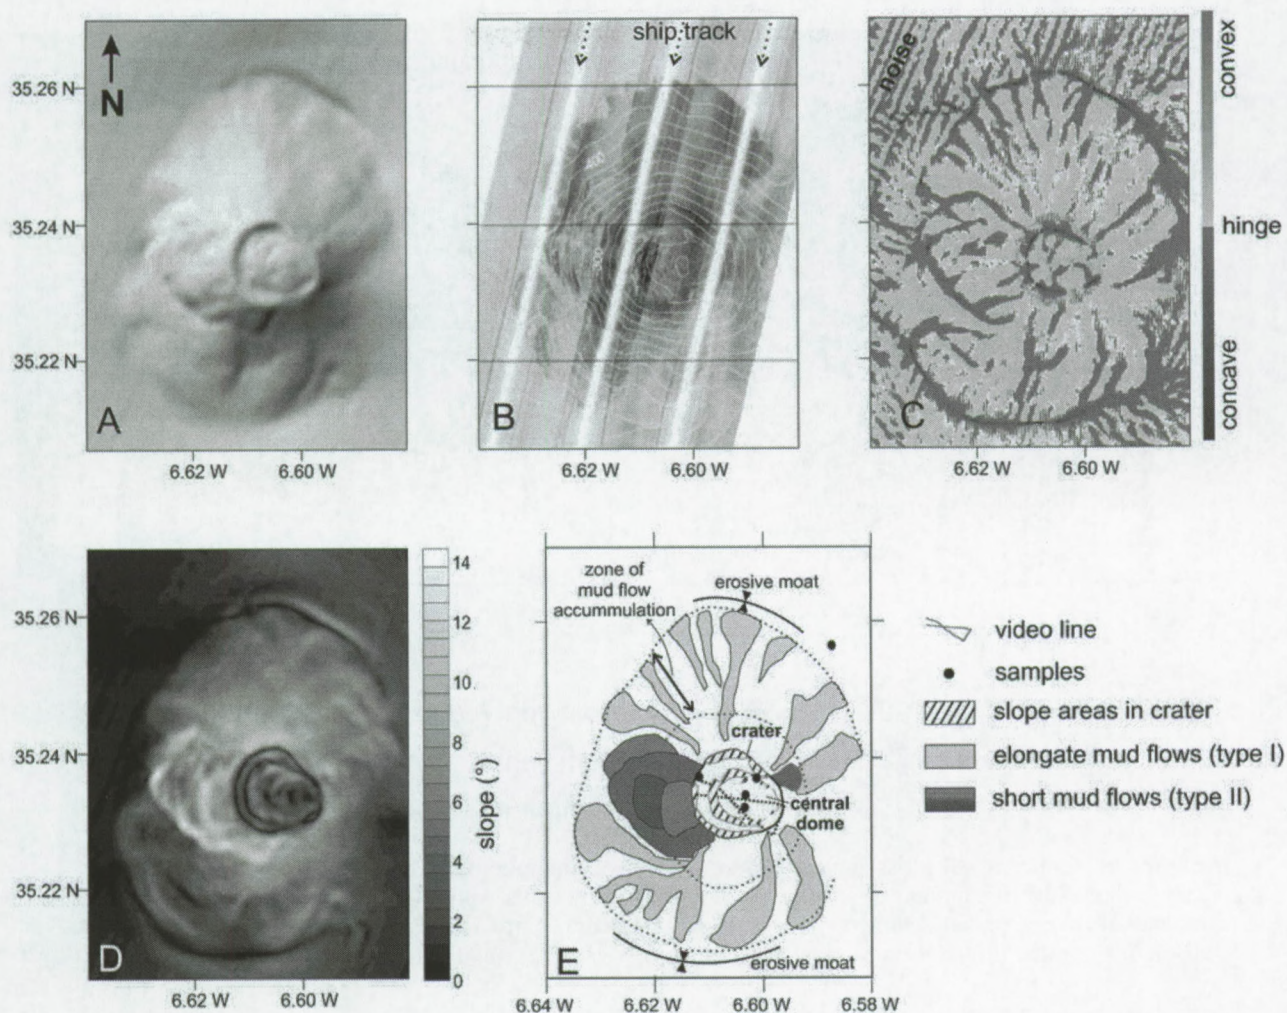 N
35.26 N
35.24 N
35.22 N
A
6.62 W
6.60 W
ship track
B
6.62 W
6.60 W
noise
C
6.62 W
6.60 W
convex
hinge
concave
35.26 N
35.24 N
35.22 N
D
6.62 W
6.60 W
14
12
10
8
6
4
2
0
slope (°)
zone of
mud flow
accummulation
erosive moat
crater
central
dome
erosive moat
E
6.64 W
6.62 W
6.60 W
6.58 W
video line
samples
slope areas in crater
elongate mud flows (type I)
short mud flows (type II)